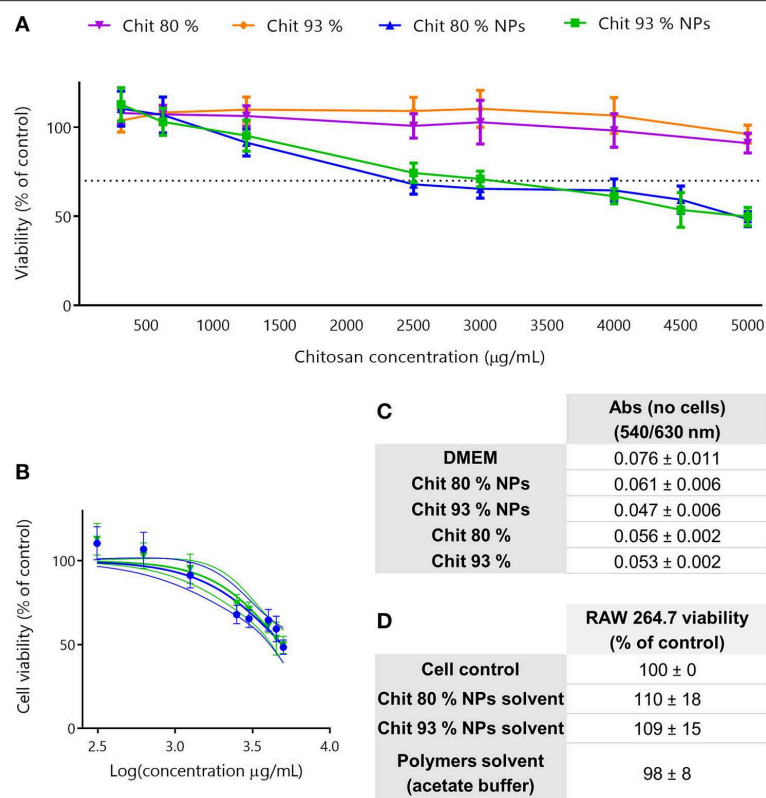 A
Chit 80 % Chit 93 % Chit 80 % NPs Chit 93 % NPs
Viability (% of control)
100
50
0
500 1000 1500 2000 2500 3000 3500 4000 4500 5000
Chitosan concentration (µg/mL)
B
Cell viability (% of control)
100
50
0
2.5 3.0 3.5 4.0
Log(concentration µg/mL)
C
Abs (no cells)
(540/630 nm)
DMEM 0.076 ± 0.011
Chit 80 % NPs 0.061 ± 0.006
Chit 93 % NPs 0.047 ± 0.006
Chit 80 % 0.056 ± 0.002
Chit 93 % 0.053 ± 0.002
D
RAW 264.7 viability
(% of control)
Cell control 100 ± 0
Chit 80 % NPs solvent 110 ± 18
Chit 93 % NPs solvent 109 ± 15
Polymers solvent
(acetate buffer) 98 ± 8